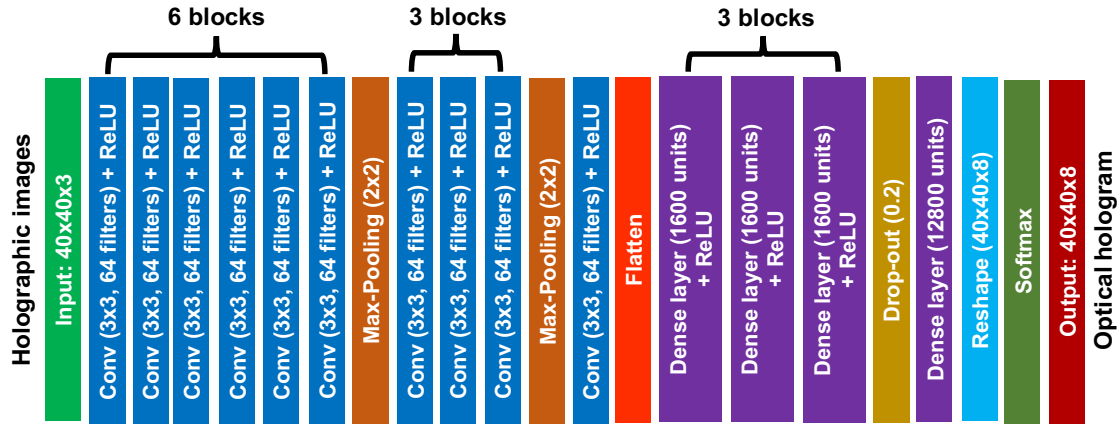 6 blocks
3 blocks
3 blocks
Holographic images
Input: 40x40x3
Conv (3x3, 64 filters) + ReLU
Conv (3x3, 64 filters) + ReLU
Conv (3x3, 64 filters) + ReLU
Conv (3x3, 64 filters) + ReLU
Conv (3x3, 64 filters) + ReLU
Conv (3x3, 64 filters) + ReLU
Max-Pooling (2x2)
Conv (3x3, 64 filters) + ReLU
Conv (3x3, 64 filters) + ReLU
Conv (3x3, 64 filters) + ReLU
Max-Pooling (2x2)
Conv (3x3, 64 filters) + ReLU
Flatten
Dense layer (1600 units)
+ ReLU
Dense layer (1600 units)
+ ReLU
Dense layer (1600 units)
+ ReLU
Drop-out (0.2)
Dense layer (12800 units)
Reshape (40x40x8)
Softmax
Output: 40x40x8
Optical hologram